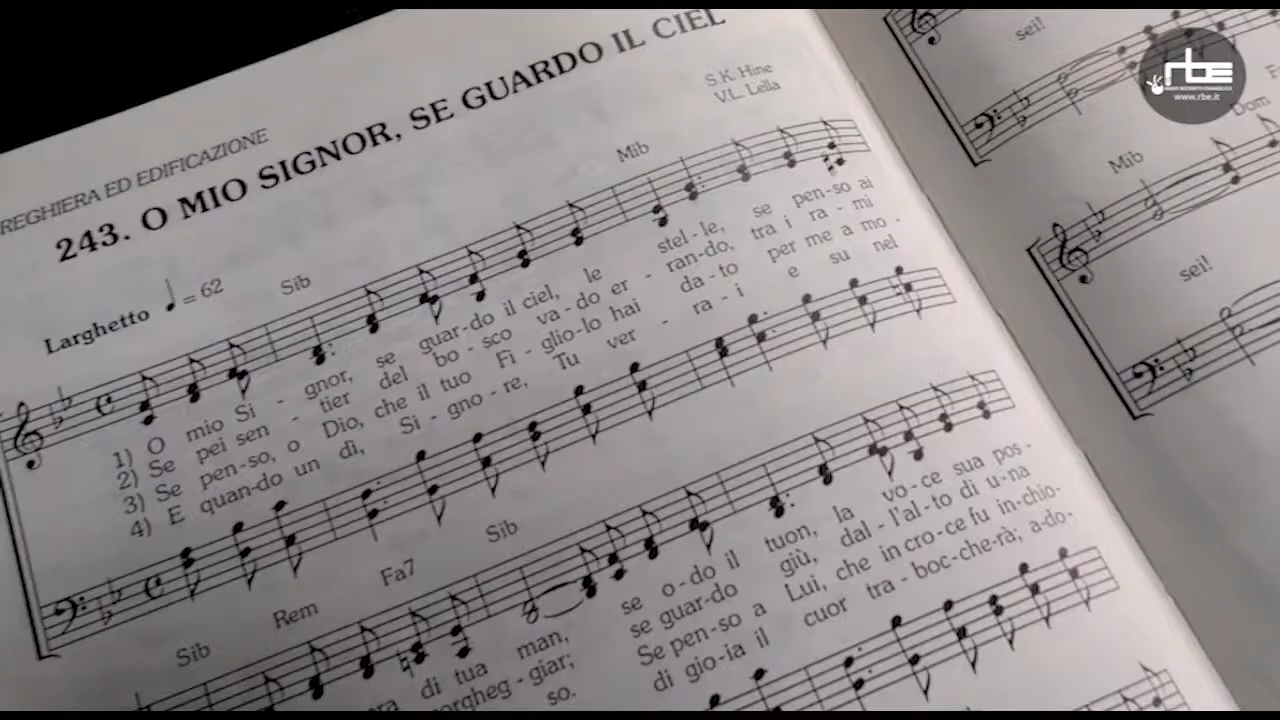 PREGHIERA ED EDIFICAZIONE
243. O MIO SIGNOR, SE GUARDO IL CIEL
S. K. Hine
V. L. Lella
Larghetto ♩ = 62
Sib
Mib
1) O mio Si - gnor, se guar-do il ciel, le stel-le, se pen-so ai
2) Se pei sen - tier del bo - sco va-do er - ran-do, tra i ra - mi
3) Se pen-so, o Dio, che il tuo Fi - glio-lo hai da-to per me a mo -
4) E quan-do un dì, Si - gno-re, Tu ver - ra - i e su nel
Sib Rem Fa7 Sib
di tua man, se o-do il tuon, la vo-ce sua pos-
gheg-giar; se guar-do giù, dal-l'al-to di u-na
so. Se pen-so a Lui, che in cro-ce fu in-chio-
di gio-ia il cuor tra - boc-che-rà; a-do-
sei!
Dom
Mib
sei!
rbe
www.rbe.it